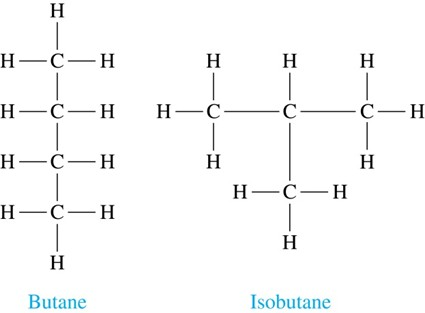 H
H—C—H
H—C—H
H—C—H
H—C—H
H
Butane
H H H
H—C—C—C—H
H H
H—C—H
H
Isobutane